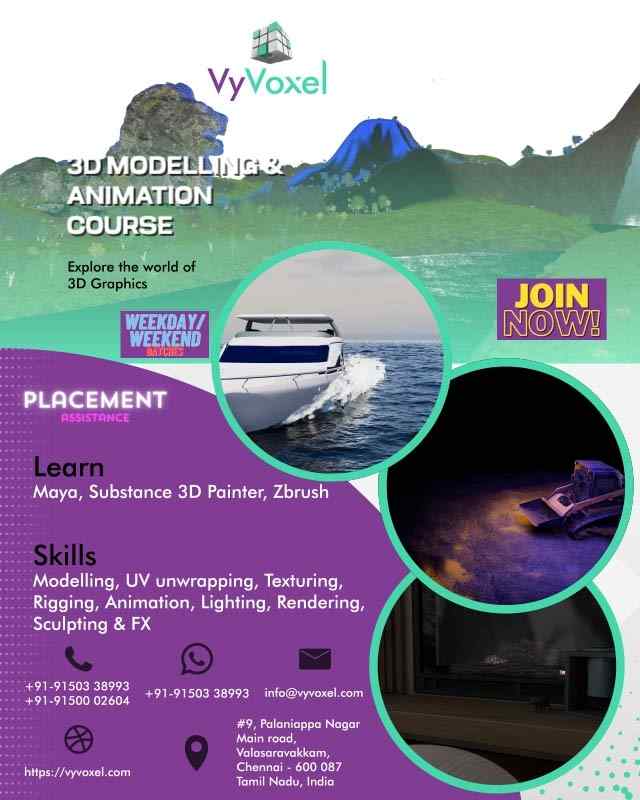 VyVoxel
3D MODELLING &
ANIMATION
COURSE
Explore the world of
3D Graphics
WEEKDAY/
WEEKEND
BATCHES
JOIN
NOW!
PLACEMENT
ASSISTANCE
Learn
Maya, Substance 3D Painter, Zbrush
Skills
Modelling, UV unwrapping, Texturing,
Rigging, Animation, Lighting, Rendering,
Sculpting & FX
+91-91503 38993
+91-91500 02604
+91-91503 38993
info@vyvoxel.com
https://vyvoxel.com
#9, Palaniappa Nagar
Main road,
Valasaravakkam,
Chennai - 600 087
Tamil Nadu, India